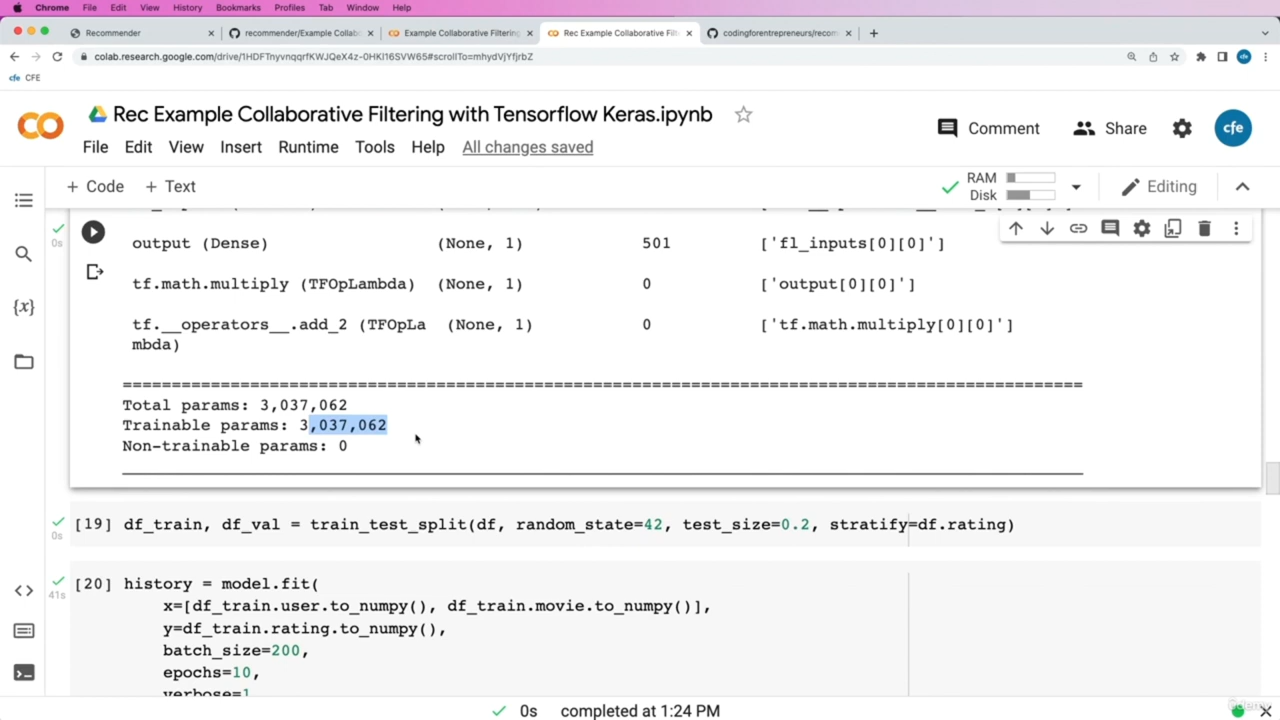 Chrome File Edit View History Bookmarks Profiles Tab Window Help
Recommender recommender/Example Collab Example Collaborative Filtering Rec Example Collaborative Filt codingforentrepreneurs/recom
colab.research.google.com/drive/1HDFTnyvnqqrfKWJQeX4z-0HKI16SVW65#scrollTo=mhydVjYfjrbZ
cfe CFE
Rec Example Collaborative Filtering with Tensorflow Keras.ipynb
Comment Share cfe
File Edit View Insert Runtime Tools Help All changes saved
+ Code + Text RAM Disk Editing
0s output (Dense) (None, 1) 501 ['fl_inputs[0][0]']
tf.math.multiply (TFOpLambda) (None, 1) 0 ['output[0][0]']
tf.__operators__.add_2 (TFOpLa (None, 1) 0 ['tf.math.multiply[0][0]']
mbda)
Total params: 3,037,062
Trainable params: 3,037,062
Non-trainable params: 0
[19] df_train, df_val = train_test_split(df, random_state=42, test_size=0.2, stratify=df.rating)
0s
[20] history = model.fit(
41s
x=[df_train.user.to_numpy(), df_train.movie.to_numpy()],
y=df_train.rating.to_numpy(),
batch_size=200,
epochs=10,
verbose=1
0s completed at 1:24 PM